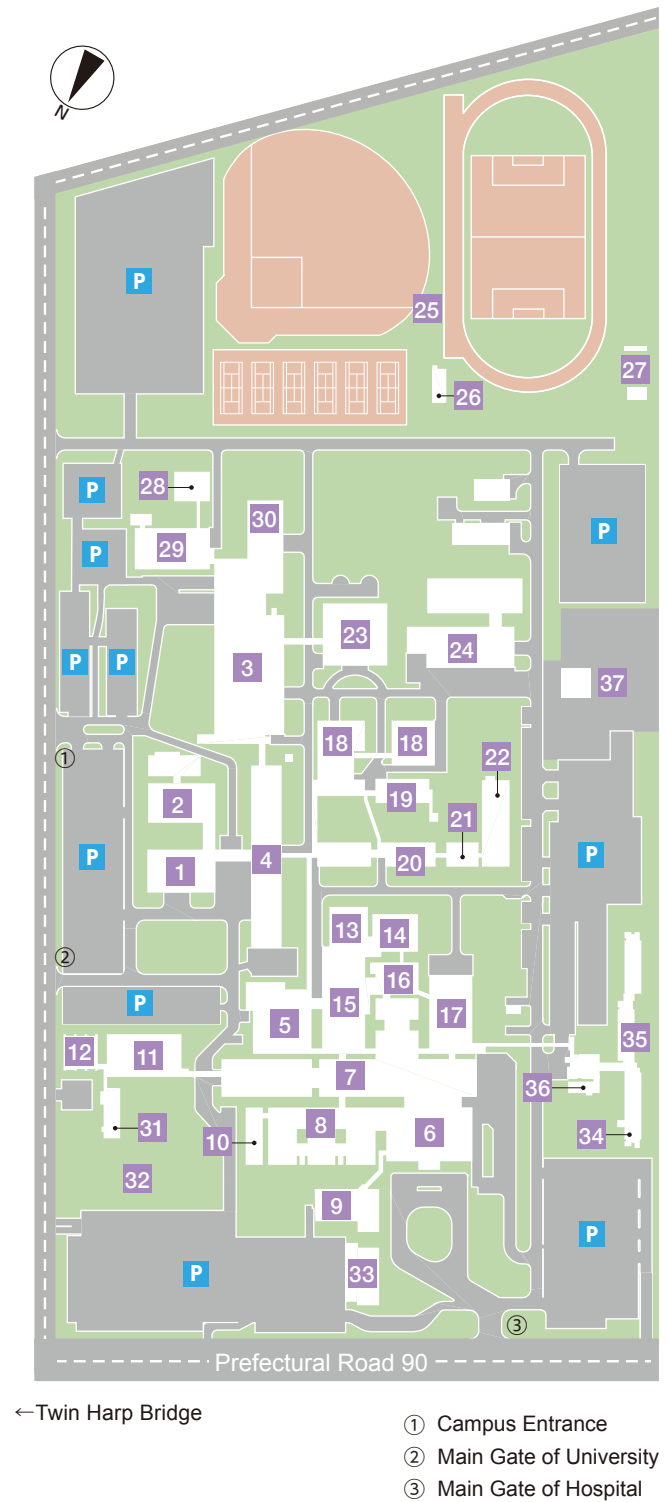 N
P
25
27
26
P
28
30
P
29
P
23
3
24
P
P
37
18
18
22
①
2
19
21
P
P
4
20
1
13
14
②
16
P
15
17
5
35
12
11
7
36
31
8
34
10
6
32
9
P
P
33
③
Prefectural Road 90
←Twin Harp Bridge
① Campus Entrance
② Main Gate of University
③ Main Gate of Hospital